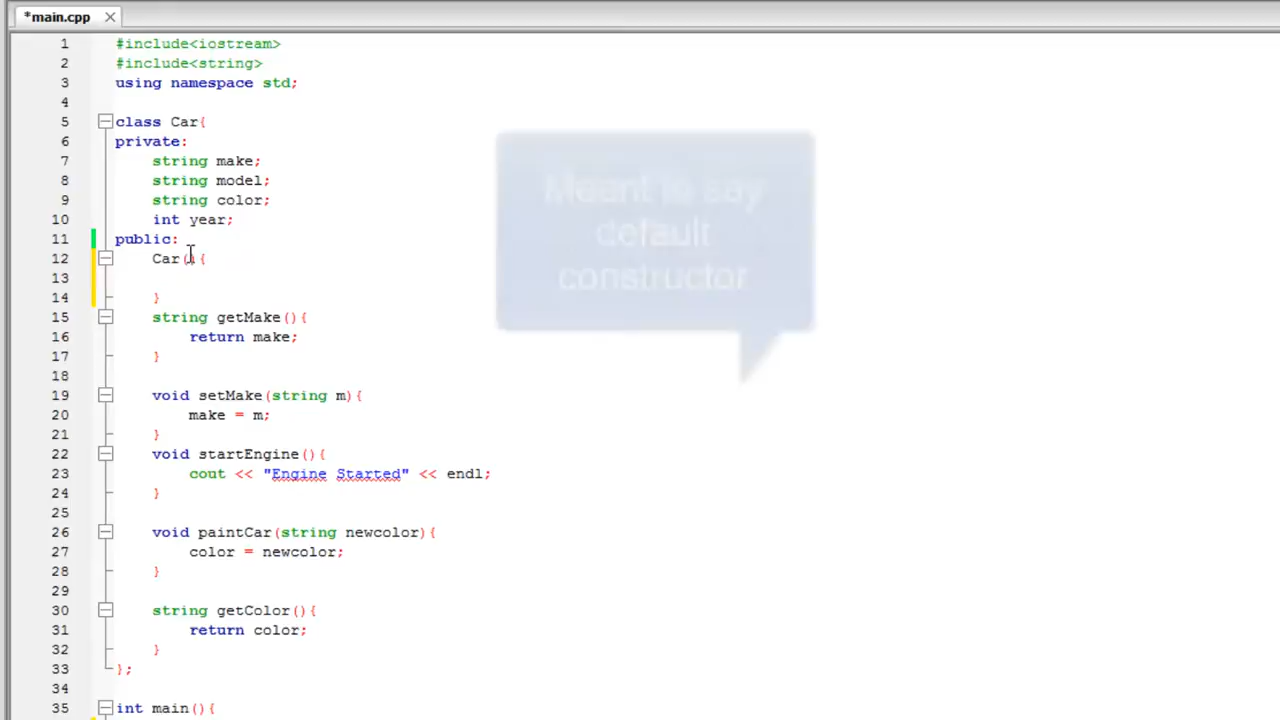 *main.cpp
1 #include<iostream>
2 #include<string>
3 using namespace std;
4
5 class Car{
6 private:
7 string make;
8 string model;
9 string color;
10 int year;
11 public:
12 Car(){
13
14 }
15 string getMake(){
16 return make;
17 }
18
19 void setMake(string m){
20 make = m;
21 }
22 void startEngine(){
23 cout << "Engine Started" << endl;
24 }
25
26 void paintCar(string newcolor){
27 color = newcolor;
28 }
29
30 string getColor(){
31 return color;
32 }
33 };
34
35 int main(){
Meant to say
default
constructor